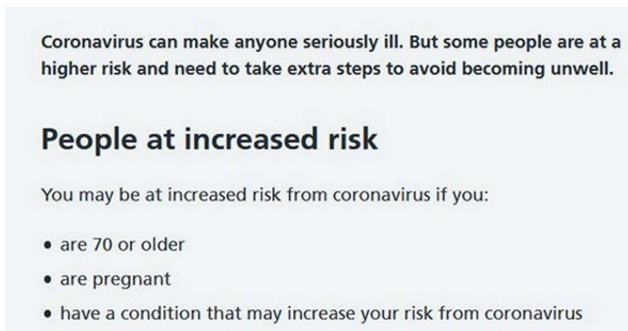 Coronavirus can make anyone seriously ill. But some people are at a
higher risk and need to take extra steps to avoid becoming unwell.
People at increased risk
You may be at increased risk from coronavirus if you:
• are 70 or older
• are pregnant
• have a condition that may increase your risk from coronavirus